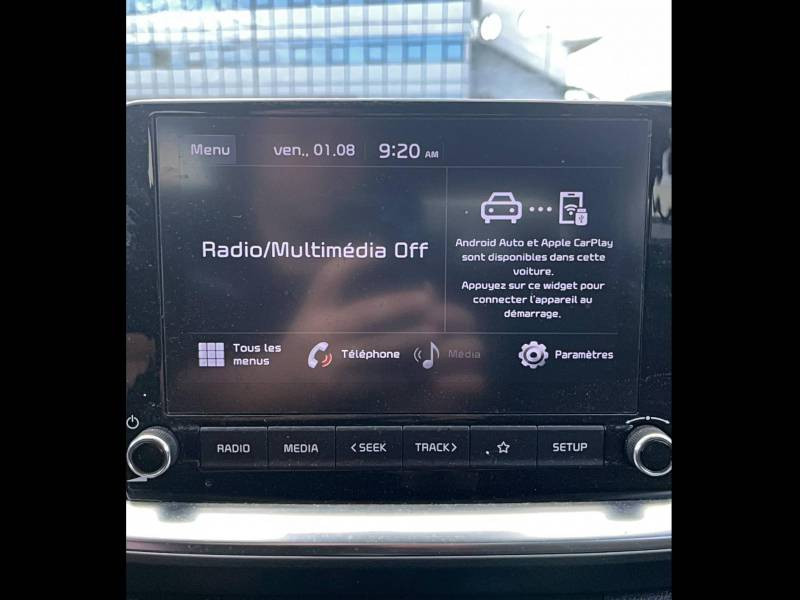 Menu ven., 01.08 9:20 AM
Radio/Multimédia Off
Android Auto et Apple CarPlay
sont disponibles dans cette
voiture.
Appuyez sur ce widget pour
connecter l'appareil au
démarrage.
Tous les
menus
Téléphone
Média
Paramètres
RADIO MEDIA <SEEK TRACK> SETUP